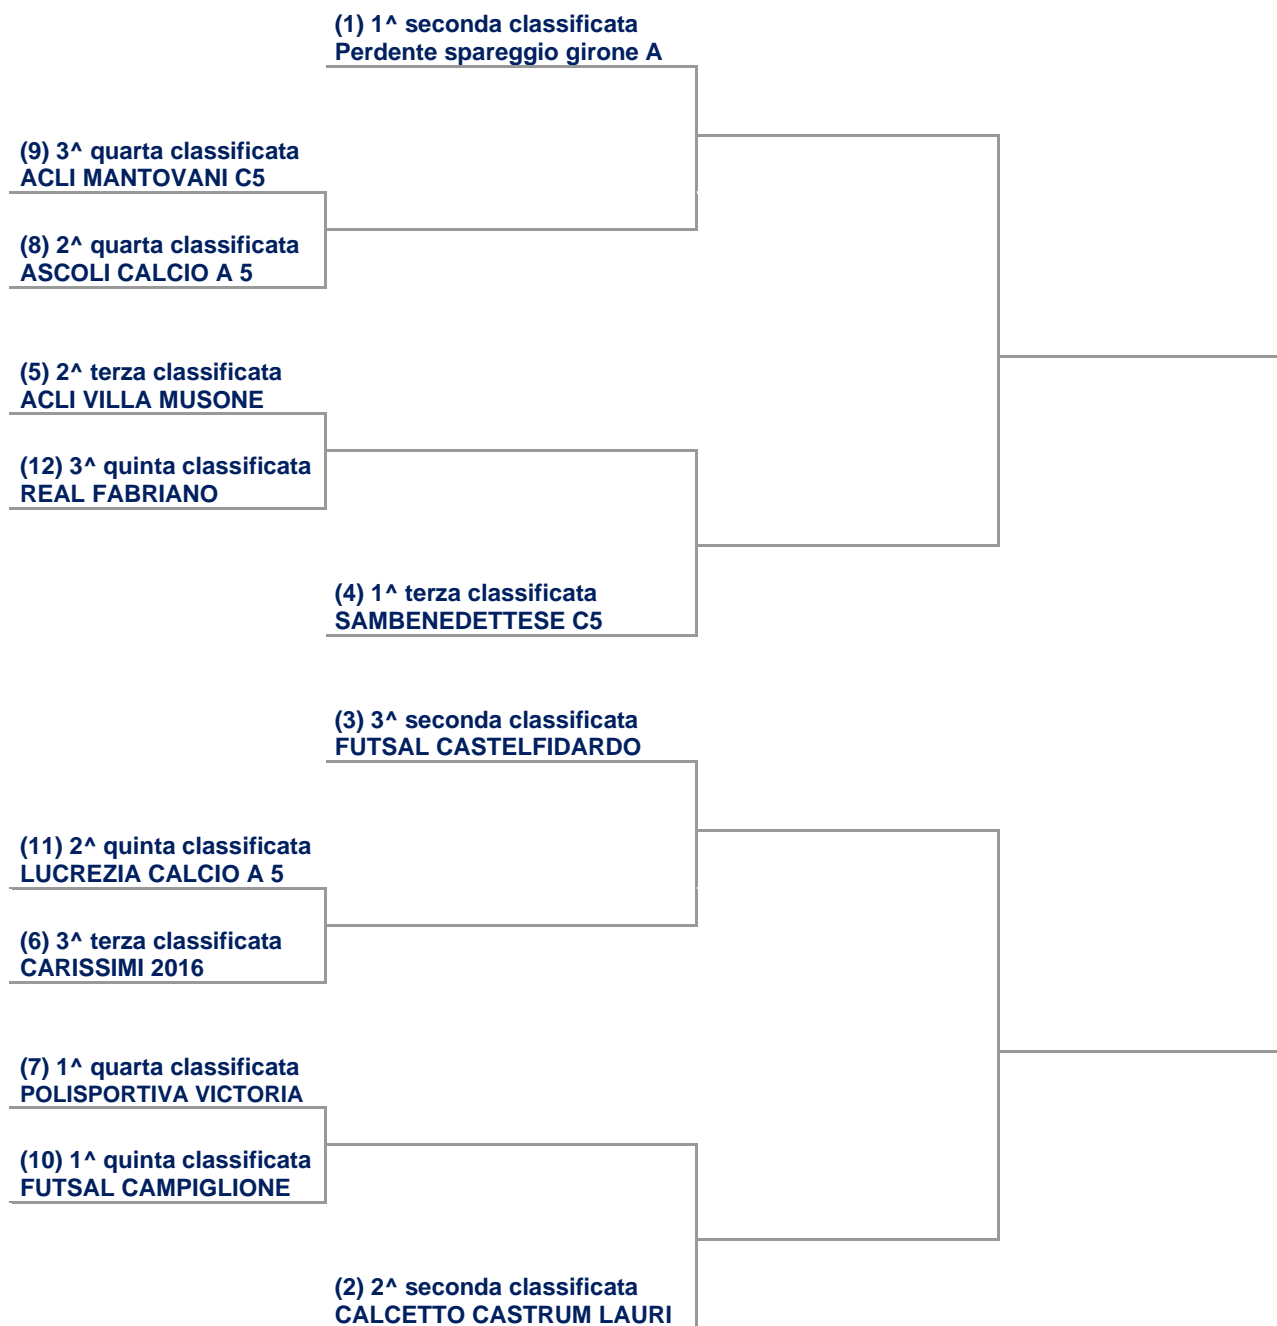 (1) 1^ seconda classificata
Perdente spareggio girone A
(9) 3^ quarta classificata
ACLI MANTOVANI C5
(8) 2^ quarta classificata
ASCOLI CALCIO A 5
(5) 2^ terza classificata
ACLI VILLA MUSONE
(12) 3^ quinta classificata
REAL FABRIANO
(4) 1^ terza classificata
SAMBENEDETTESE C5
(3) 3^ seconda classificata
FUTSAL CASTELFIDARDO
(11) 2^ quinta classificata
LUCREZIA CALCIO A 5
(6) 3^ terza classificata
CARISSIMI 2016
(7) 1^ quarta classificata
POLISPORTIVA VICTORIA
(10) 1^ quinta classificata
FUTSAL CAMPIGLIONE
(2) 2^ seconda classificata
CALCETTO CASTRUM LAURI